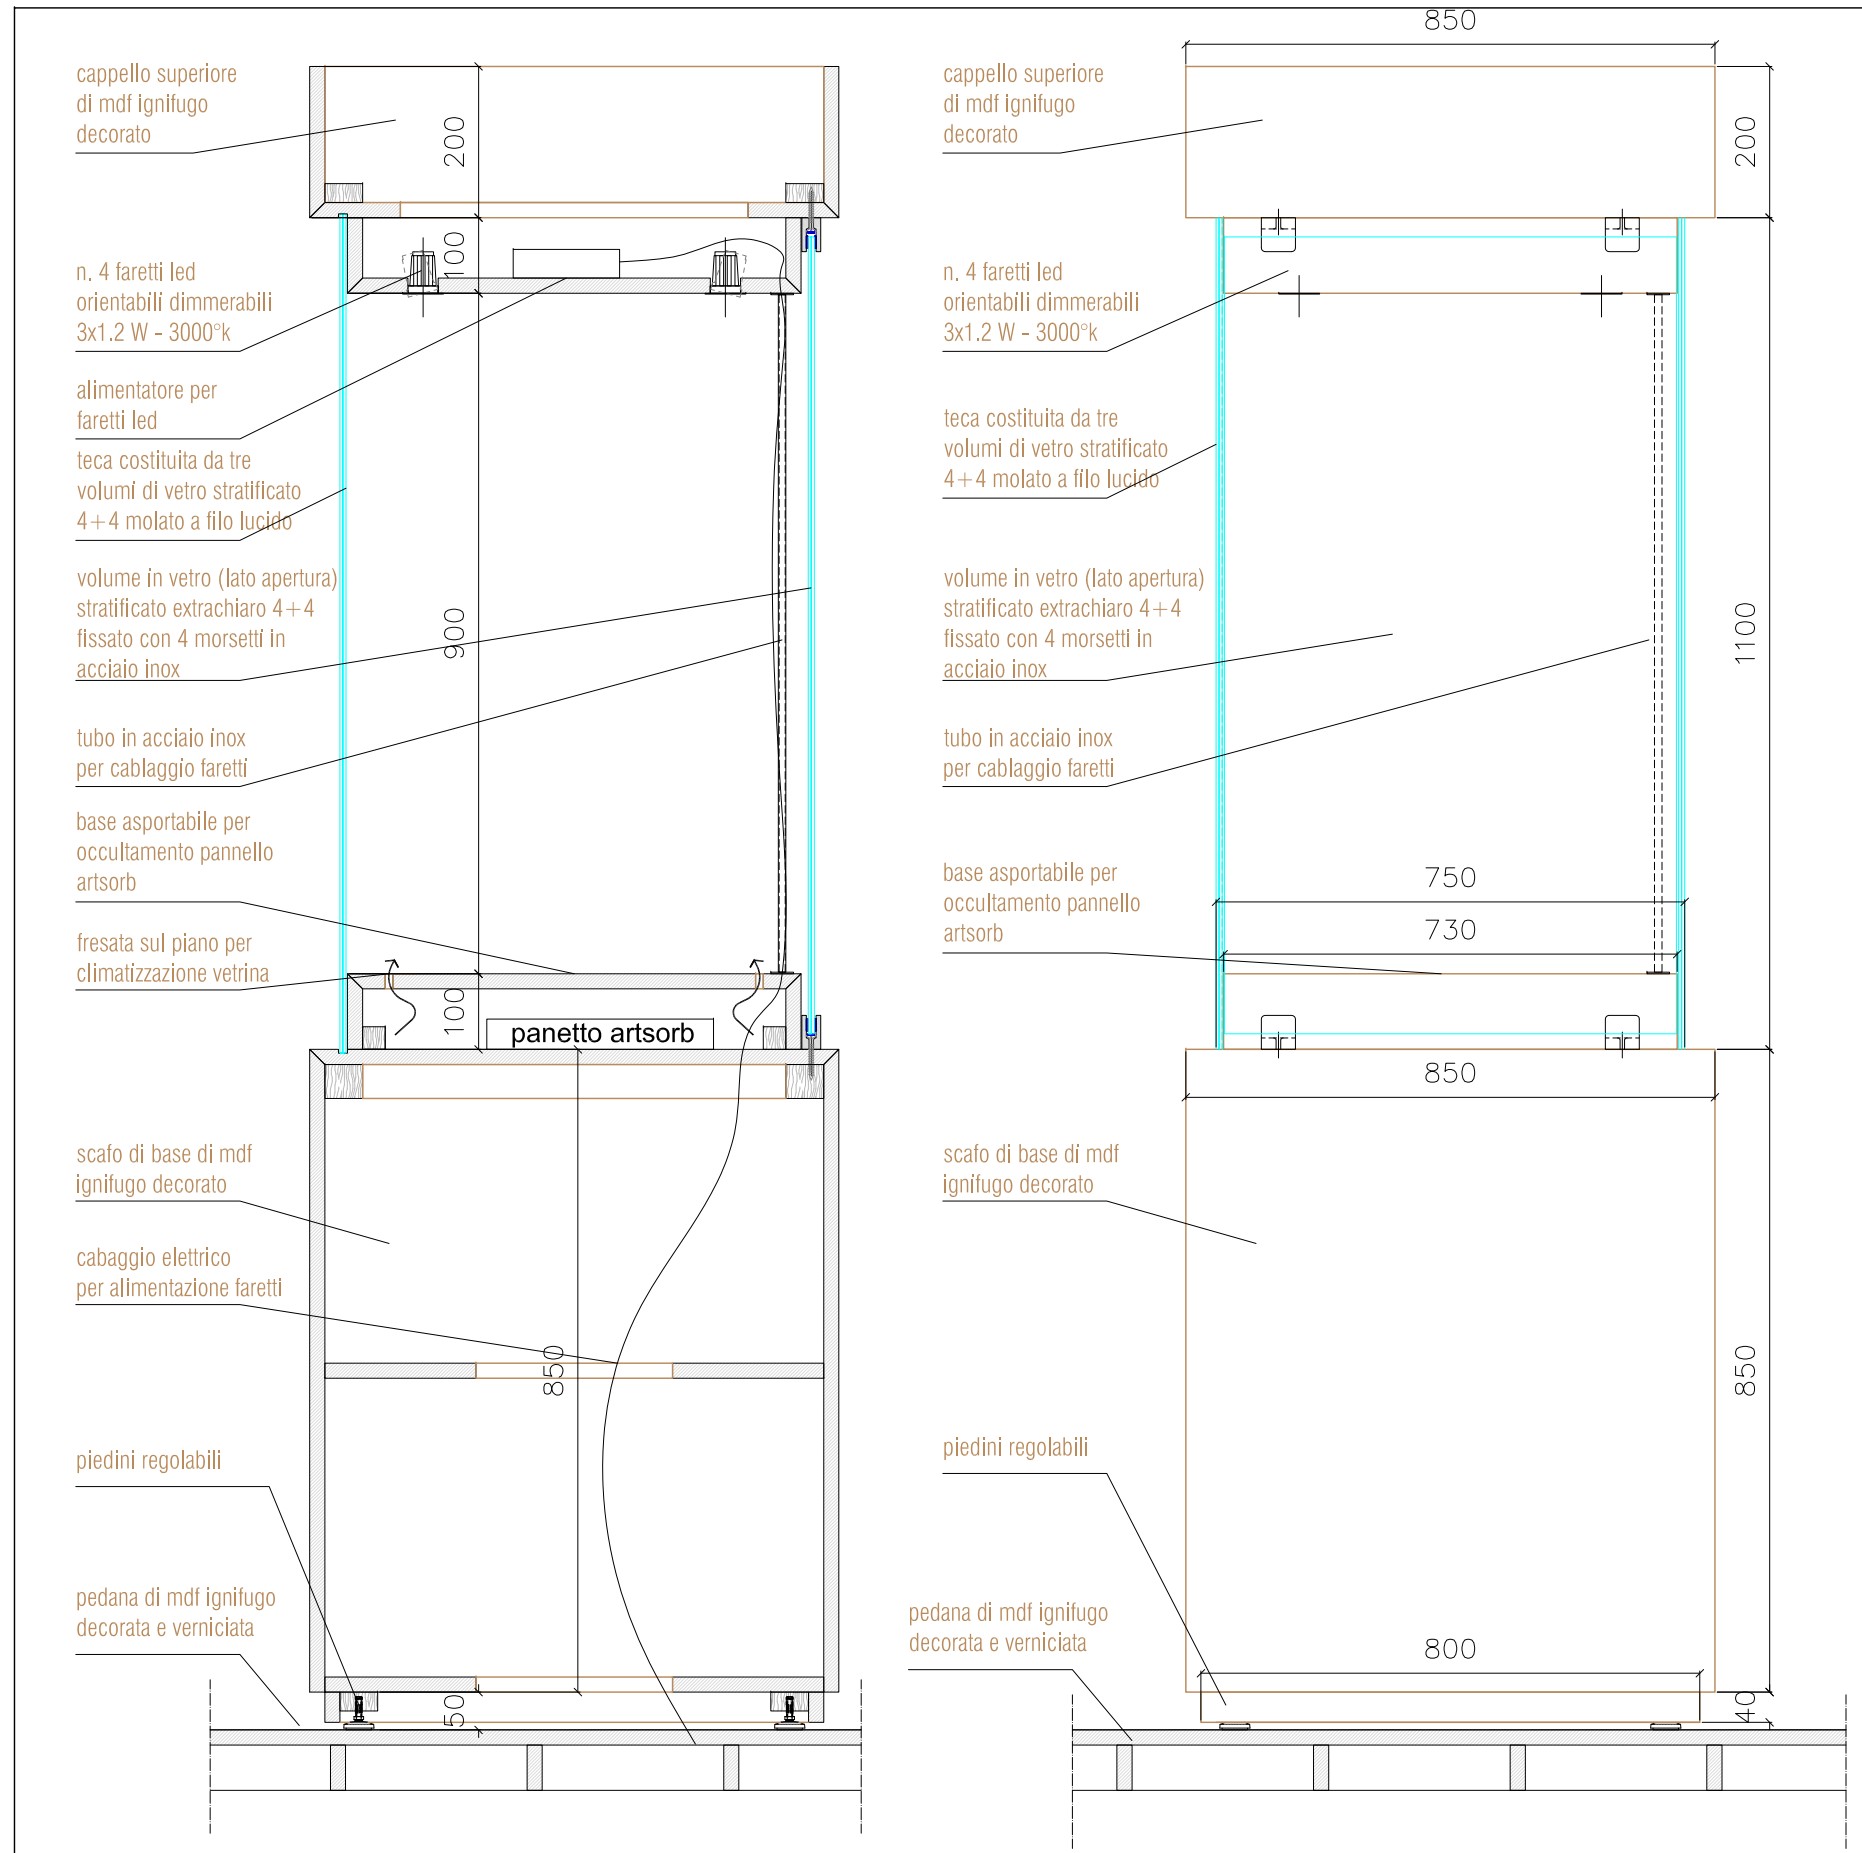 cappello superiore
di mdf ignifugo
decorato
200
100
n. 4 faretti led
orientabili dimmerabili
3x1.2 W - 3000°k
alimentatore per
faretti led
teca costituita da tre
volumi di vetro stratificato
4+4 molato a filo lucido
volume in vetro (lato apertura)
stratificato extrachiaro 4+4
fissato con 4 morsetti in
acciaio inox
900
tubo in acciaio inox
per cablaggio faretti
base asportabile per
occultamento pannello
artsorb
fresata sul piano per
climatizzazione vetrina
100
panetto artsorb
scafo di base di mdf
ignifugo decorato
cabaggio elettrico
per alimentazione faretti
850
piedini regolabili
pedana di mdf ignifugo
decorata e verniciata
50
850
cappello superiore
di mdf ignifugo
decorato
200
n. 4 faretti led
orientabili dimmerabili
3x1.2 W - 3000°k
teca costituita da tre
volumi di vetro stratificato
4+4 molato a filo lucido
volume in vetro (lato apertura)
stratificato extrachiaro 4+4
fissato con 4 morsetti in
acciaio inox
1100
tubo in acciaio inox
per cablaggio faretti
base asportabile per
occultamento pannello
artsorb
750
730
850
scafo di base di mdf
ignifugo decorato
850
piedini regolabili
pedana di mdf ignifugo
decorata e verniciata
800
40